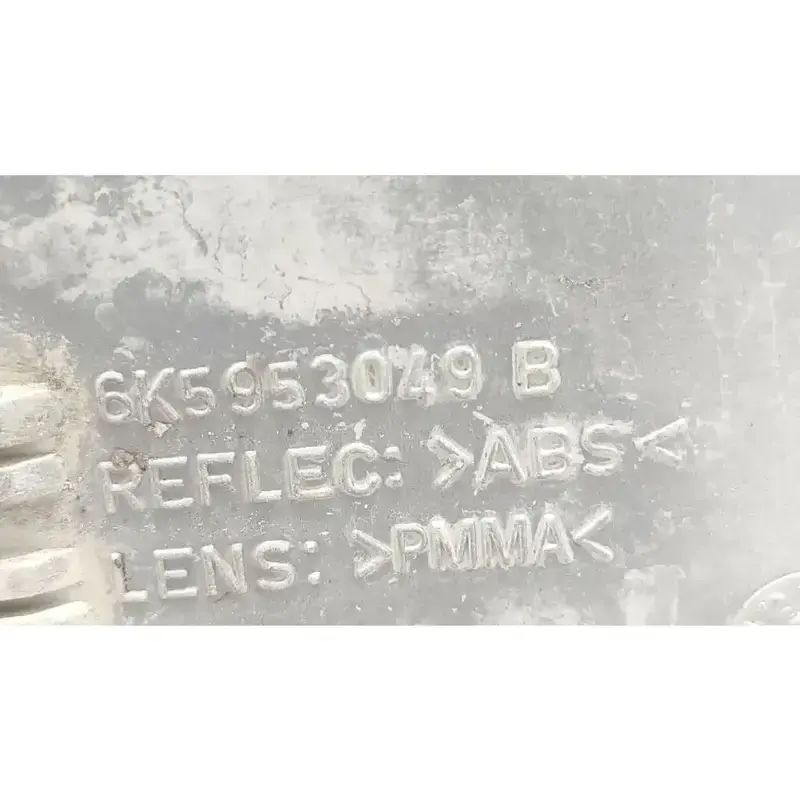 6K5953049 B
REFLEC: >ABS<
LENS: >PMMA<